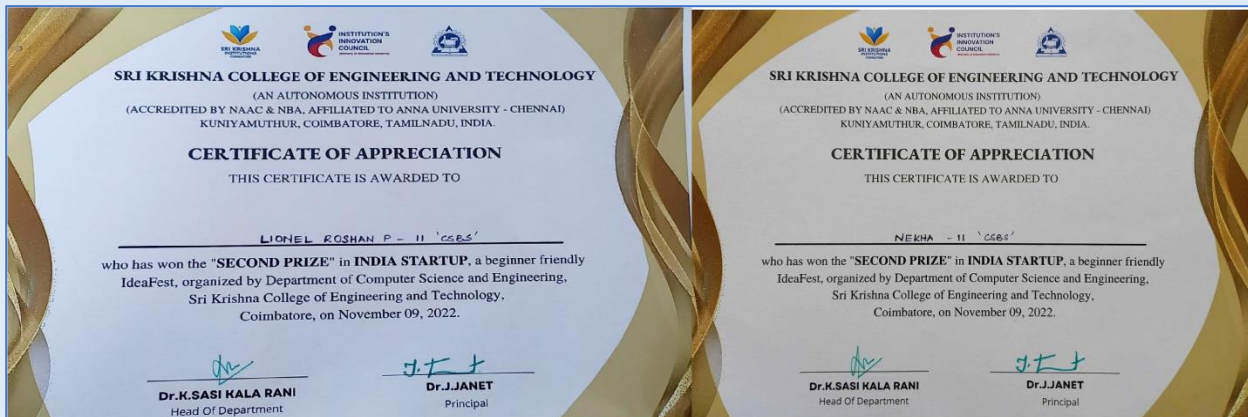 SRI KRISHNA
INSTITUTIONS
INSTITUTION'S
INNOVATION
COUNCIL
SRI KRISHNA COLLEGE OF ENGINEERING AND TECHNOLOGY
(AN AUTONOMOUS INSTITUTION)
(ACCREDITED BY NAAC & NBA, AFFILIATED TO ANNA UNIVERSITY - CHENNAI)
KUNIYAMUTHUR, COIMBATORE, TAMILNADU, INDIA.
CERTIFICATE OF APPRECIATION
THIS CERTIFICATE IS AWARDED TO
LIONEL ROSHAN P - II 'CSBS'
who has won the "SECOND PRIZE" in INDIA STARTUP, a beginner friendly
IdeaFest, organized by Department of Computer Science and Engineering,
Sri Krishna College of Engineering and Technology,
Coimbatore, on November 09, 2022.
Dr.K.SASI KALA RANI
Head Of Department
Dr.J.JANET
Principal
SRI KRISHNA
INSTITUTIONS
INSTITUTION'S
INNOVATION
COUNCIL
SRI KRISHNA COLLEGE OF ENGINEERING AND TECHNOLOGY
(AN AUTONOMOUS INSTITUTION)
(ACCREDITED BY NAAC & NBA, AFFILIATED TO ANNA UNIVERSITY - CHENNAI)
KUNIYAMUTHUR, COIMBATORE, TAMILNADU, INDIA.
CERTIFICATE OF APPRECIATION
THIS CERTIFICATE IS AWARDED TO
NEKHA - II 'CSBS'
who has won the "SECOND PRIZE" in INDIA STARTUP, a beginner friendly
IdeaFest, organized by Department of Computer Science and Engineering,
Sri Krishna College of Engineering and Technology,
Coimbatore, on November 09, 2022.
Dr.K.SASI KALA RANI
Head Of Department
Dr.J.JANET
Principal